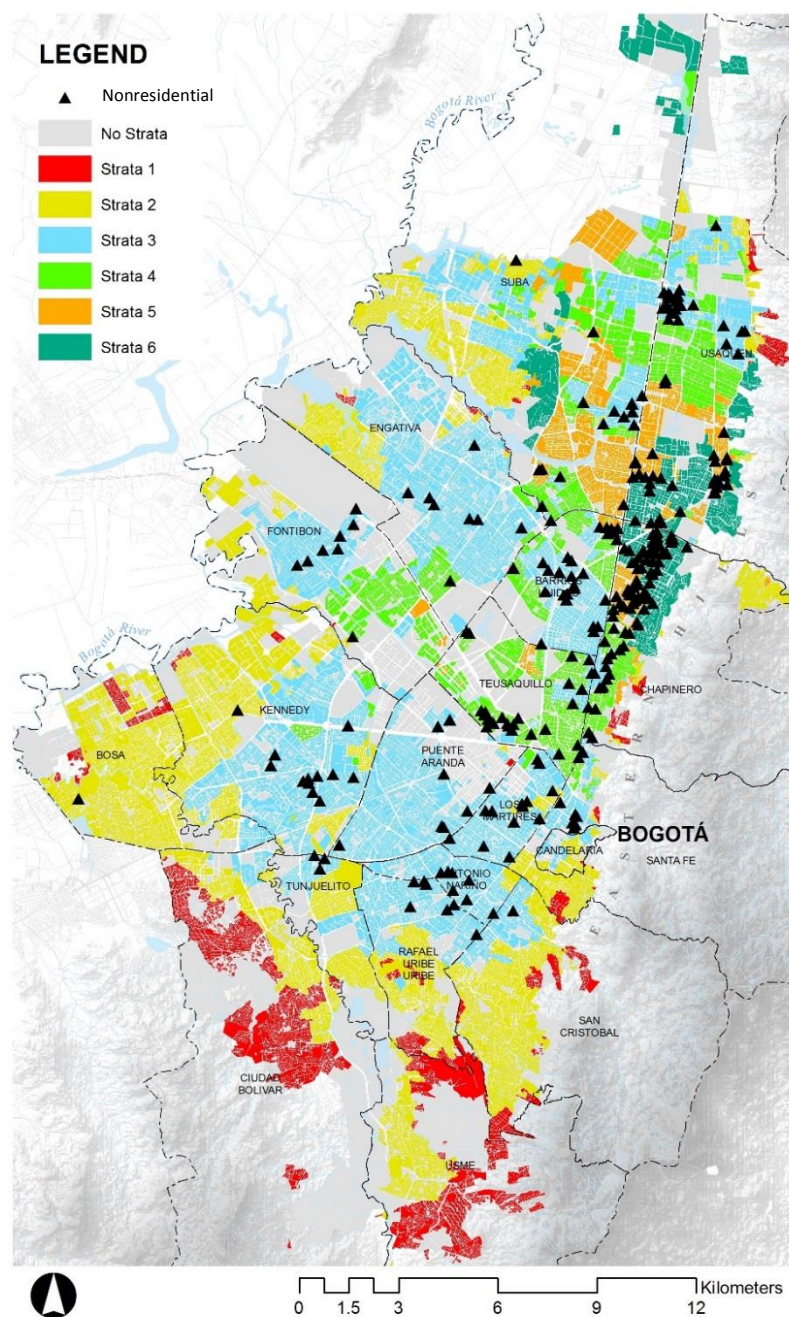 LEGEND
Nonresidential
No Strata
Strata 1
Strata 2
Strata 3
Strata 4
Strata 5
Strata 6
Bogotá River
SUBA
USAQUEN
ENGATIVA
FONTIBON
BARRIOS
UNIDOS
TEUSAQUILLO
CHAPINERO
Bogotá River
KENNEDY
BOSA
PUENTE
ARANDA
LOS
MARTIRES
BOGOTÁ
CANDELARIA
SANTA FE
TUNJUELITO
ANTONIO
NARIÑO
RAFAEL
URIBE
URIBE
SAN
CRISTOBAL
CIUDAD
BOLIVAR
USME
EASTERN HILLS
Kilometers
0 1.5 3 6 9 12